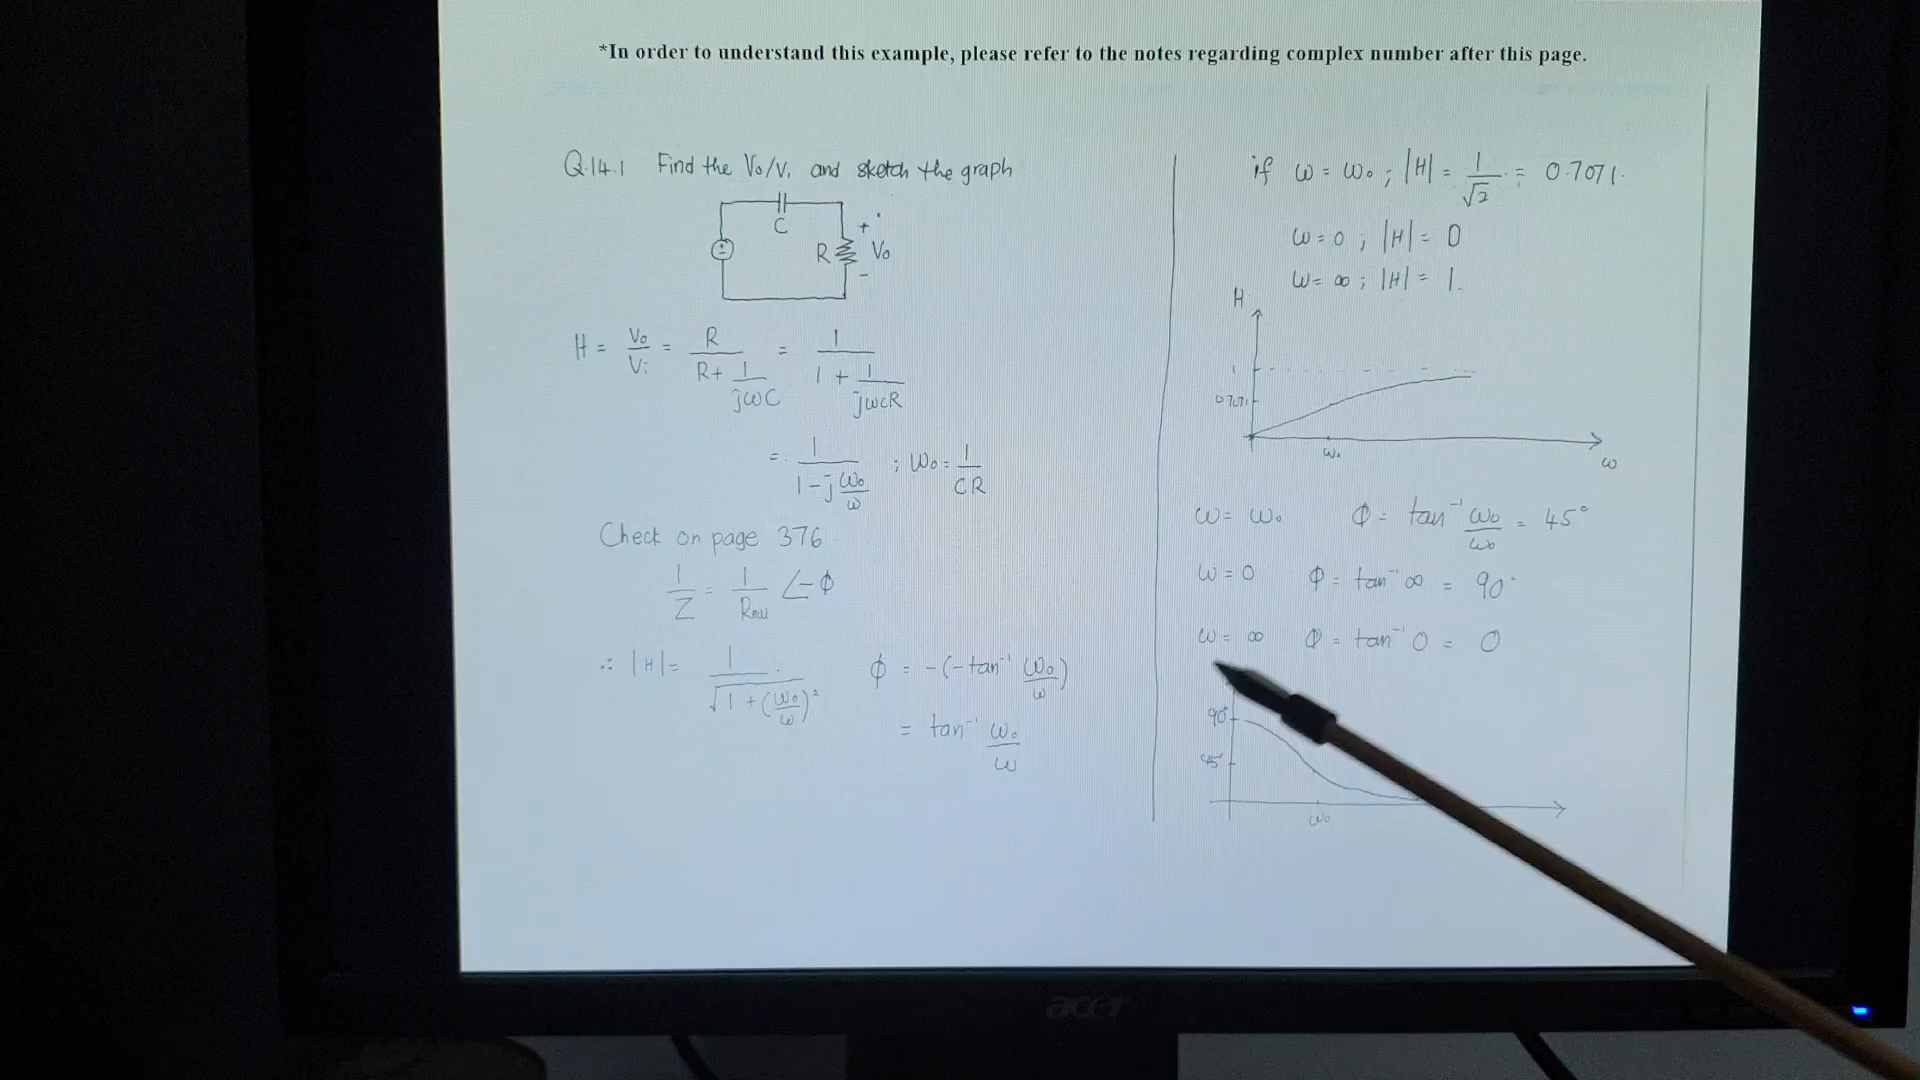 *In order to understand this example, please refer to the notes regarding complex number after this page.
Q.14.1 Find the Vo/Vi and sketch the graph
C
R + Vo -
H = Vo/Vi = R/(R + 1/jωC) = 1/(1 + 1/jωCR)
= 1/(1 - j ωo/ω) ; ωo = 1/CR
Check on page 376
1/Z = 1/Real ∠-ϕ
∴ |H| = 1/√(1 + (ωo/ω)²) ϕ = -(-tan⁻¹ ωo/ω)
= tan⁻¹ ωo/ω
if ω = ωo ; |H| = 1/√2 = 0.7071.
ω = 0 ; |H| = 0
ω = ∞ ; |H| = 1.
H
1
0.7071
ωo
ω
ω = ωo ϕ = tan⁻¹ ωo/ωo = 45°
ω = 0 ϕ = tan⁻¹ ∞ = 90°
ω = ∞ ϕ = tan⁻¹ 0 = 0
90°
45°
ωo
acer